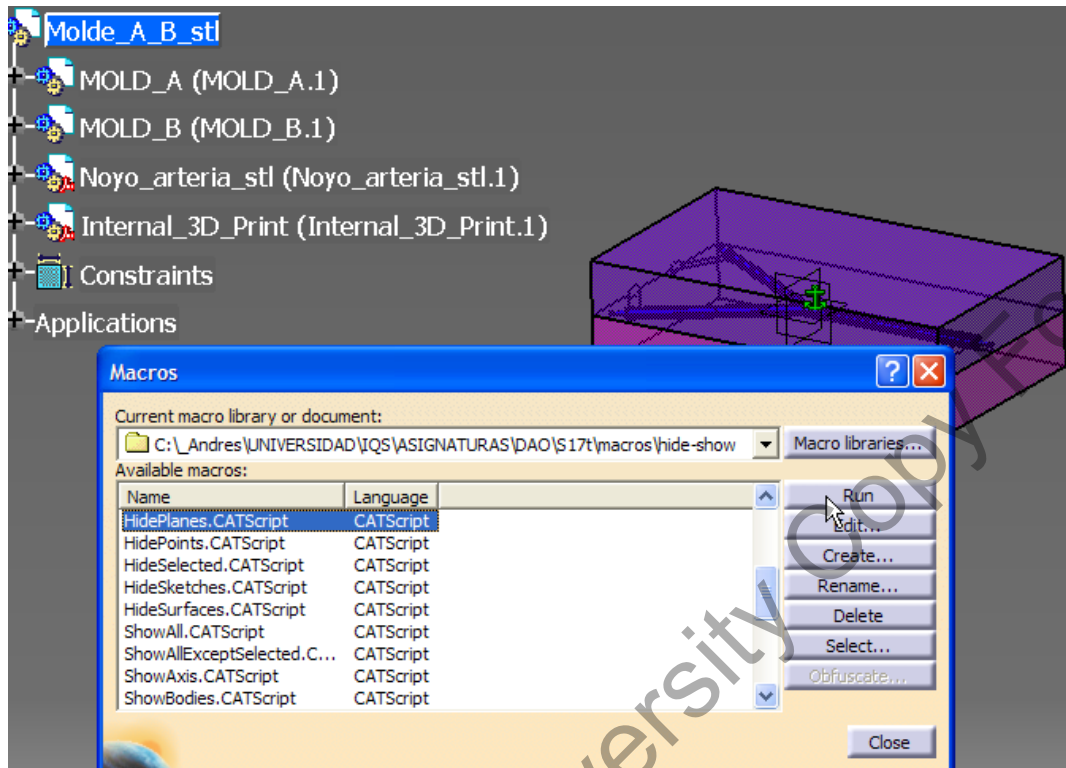 Molde_A_B_stl
MOLD_A (MOLD_A.1)
MOLD_B (MOLD_B.1)
Noyo_arteria_stl (Noyo_arteria_stl.1)
Internal_3D_Print (Internal_3D_Print.1)
Constraints
Applications
Macros
Current macro library or document:
C:\_Andres\UNIVERSIDAD\IQS\ASIGNATURAS\DAO\S17t\macros\hide-show Macro libraries...
Available macros:
Name Language
Run
HidePlanes.CATScript CATScript
Edit...
HidePoints.CATScript CATScript
HideSelected.CATScript CATScript
Create...
HideSketches.CATScript CATScript
Rename...
HideSurfaces.CATScript CATScript
Delete
ShowAll.CATScript CATScript
ShowAllExceptSelected.C... CATScript
Select...
ShowAxis.CATScript CATScript
Obfuscate...
ShowBodies.CATScript CATScript
Close
Copy